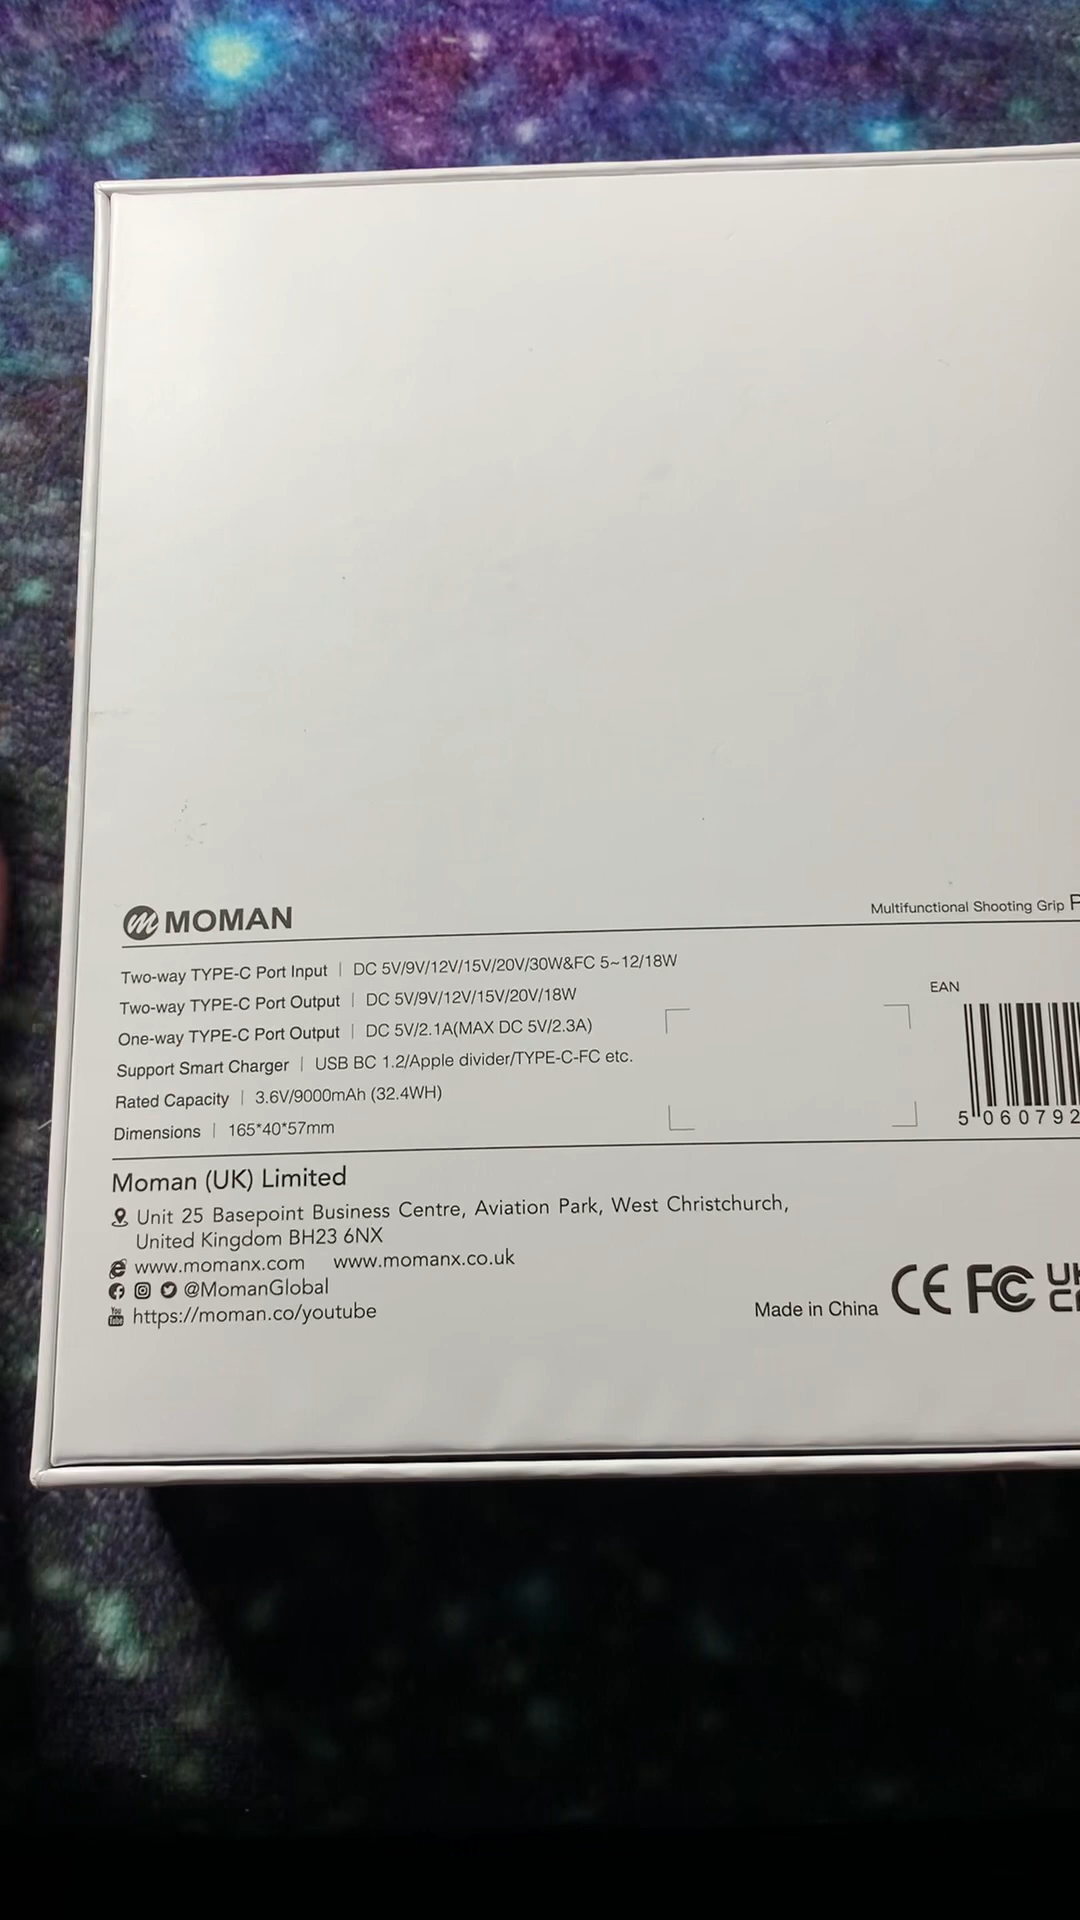 MOMAN
Multifunctional Shooting Grip
Two-way TYPE-C Port Input | DC 5V/9V/12V/15V/20V/30W&FC 5~12/18W
Two-way TYPE-C Port Output | DC 5V/9V/12V/15V/20V/18W
One-way TYPE-C Port Output | DC 5V/2.1A(MAX DC 5V/2.3A)
Support Smart Charger | USB BC 1.2/Apple divider/TYPE-C-FC etc.
Rated Capacity | 3.6V/9000mAh (32.4WH)
Dimensions | 165*40*57mm
EAN
5 060792
Moman (UK) Limited
Unit 25 Basepoint Business Centre, Aviation Park, West Christchurch,
United Kingdom BH23 6NX
www.momanx.com www.momanx.co.uk
@MomanGlobal
You Tube https://moman.co/youtube
Made in China CE FC